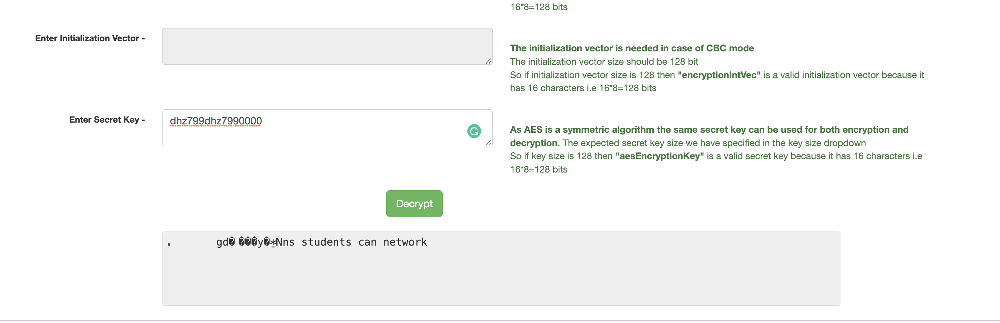 16*8=128 bits
Enter Initialization Vector -
The initialization vector is needed in case of CBC mode
The initialization vector size should be 128 bit
So if initialization vector size is 128 then "encryptionIntVec" is a valid initialization vector because it
has 16 characters i.e 16*8=128 bits
Enter Secret Key -
dhz799dhz7990000
As AES is a symmetric algorithm the same secret key can be used for both encryption and
decryption. The expected secret key size we have specified in the key size dropdown
So if key size is 128 then "aesEncryptionKey" is a valid secret key because it has 16 characters i.e
16*8=128 bits
Decrypt
. gd� ���y�*Nns students can network